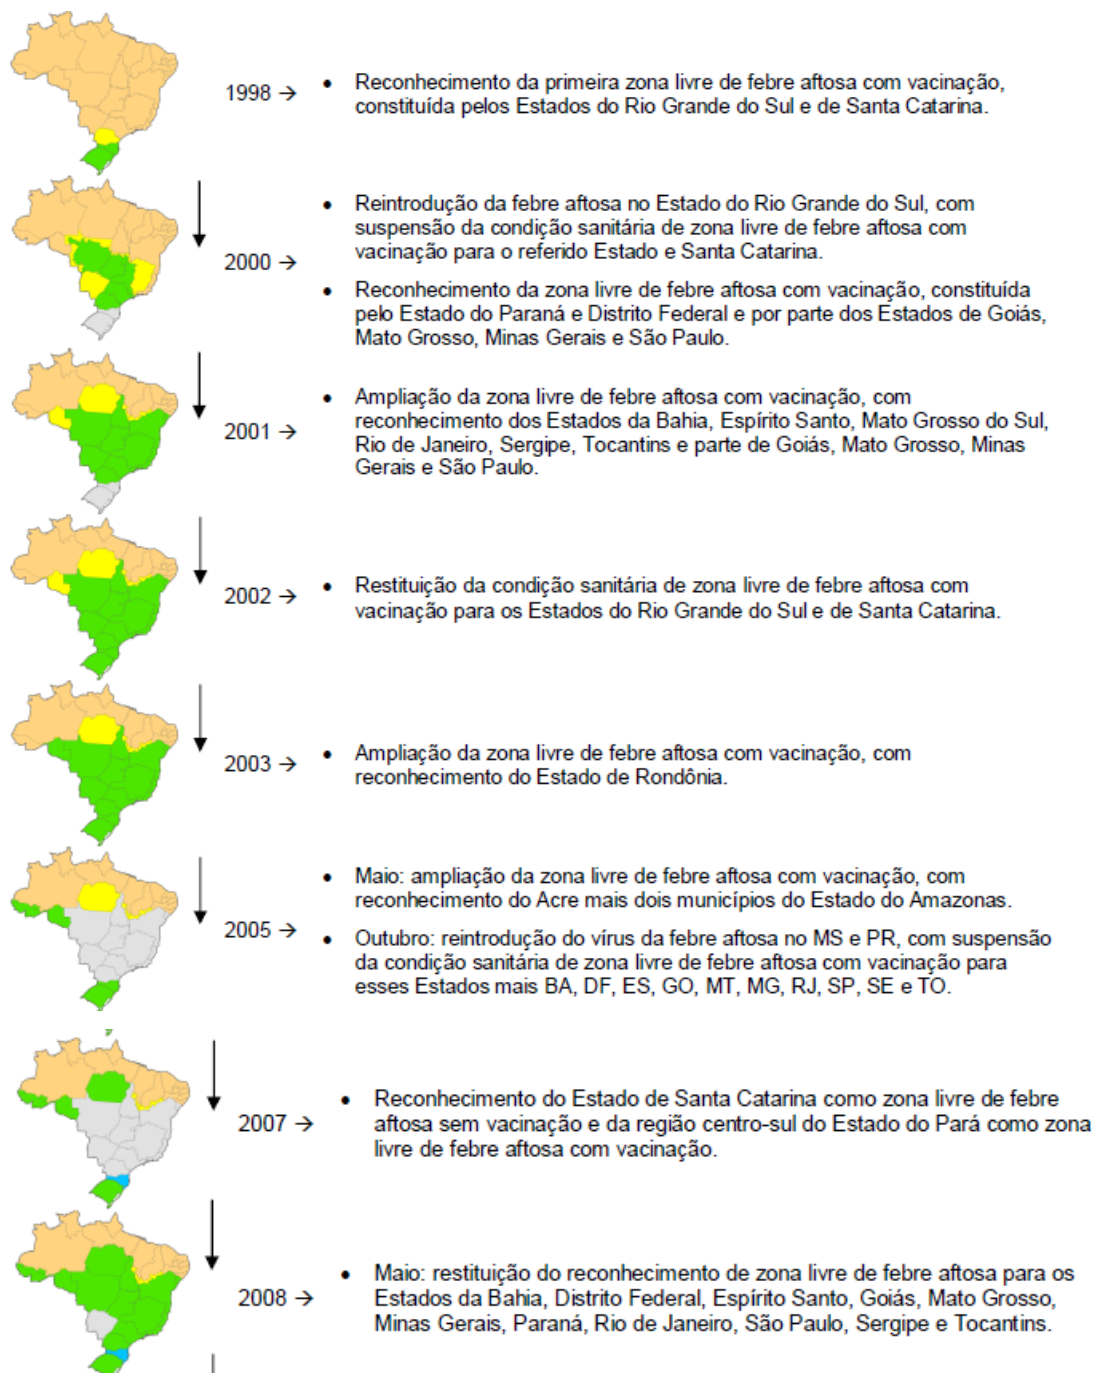 1998 →
• Reconhecimento da primeira zona livre de febre aftosa com vacinação,
constituída pelos Estados do Rio Grande do Sul e de Santa Catarina.
2000 →
• Reintrodução da febre aftosa no Estado do Rio Grande do Sul, com
suspensão da condição sanitária de zona livre de febre aftosa com
vacinação para o referido Estado e Santa Catarina.
• Reconhecimento da zona livre de febre aftosa com vacinação, constituída
pelo Estado do Paraná e Distrito Federal e por parte dos Estados de Goiás,
Mato Grosso, Minas Gerais e São Paulo.
2001 →
• Ampliação da zona livre de febre aftosa com vacinação, com
reconhecimento dos Estados da Bahia, Espírito Santo, Mato Grosso do Sul,
Rio de Janeiro, Sergipe, Tocantins e parte de Goiás, Mato Grosso, Minas
Gerais e São Paulo.
2002 →
• Restituição da condição sanitária de zona livre de febre aftosa com
vacinação para os Estados do Rio Grande do Sul e de Santa Catarina.
2003 →
• Ampliação da zona livre de febre aftosa com vacinação, com
reconhecimento do Estado de Rondônia.
2005 →
• Maio: ampliação da zona livre de febre aftosa com vacinação, com
reconhecimento do Acre mais dois municípios do Estado do Amazonas.
• Outubro: reintrodução do vírus da febre aftosa no MS e PR, com suspensão
da condição sanitária de zona livre de febre aftosa com vacinação para
esses Estados mais BA, DF, ES, GO, MT, MG, RJ, SP, SE e TO.
2007 →
• Reconhecimento do Estado de Santa Catarina como zona livre de febre
aftosa sem vacinação e da região centro-sul do Estado do Pará como zona
livre de febre aftosa com vacinação.
2008 →
• Maio: restituição do reconhecimento de zona livre de febre aftosa para os
Estados da Bahia, Distrito Federal, Espírito Santo, Goiás, Mato Grosso,
Minas Gerais, Paraná, Rio de Janeiro, São Paulo, Sergipe e Tocantins.